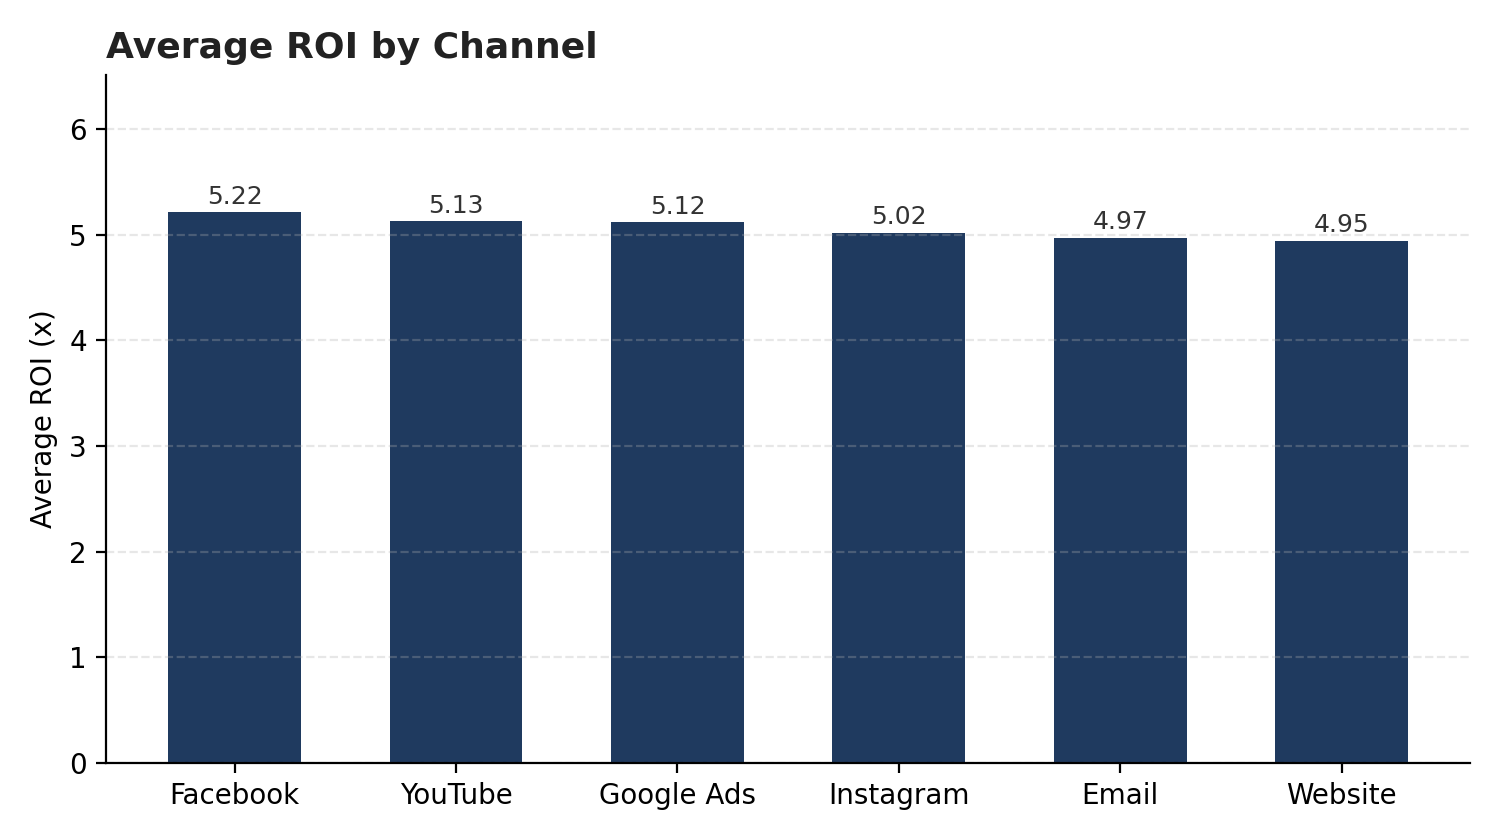 Average ROI by Channel
Average ROI (x)
6
5
4
3
2
1
0
5.22
5.13
5.12
5.02
4.97
4.95
Facebook
YouTube
Google Ads
Instagram
Email
Website